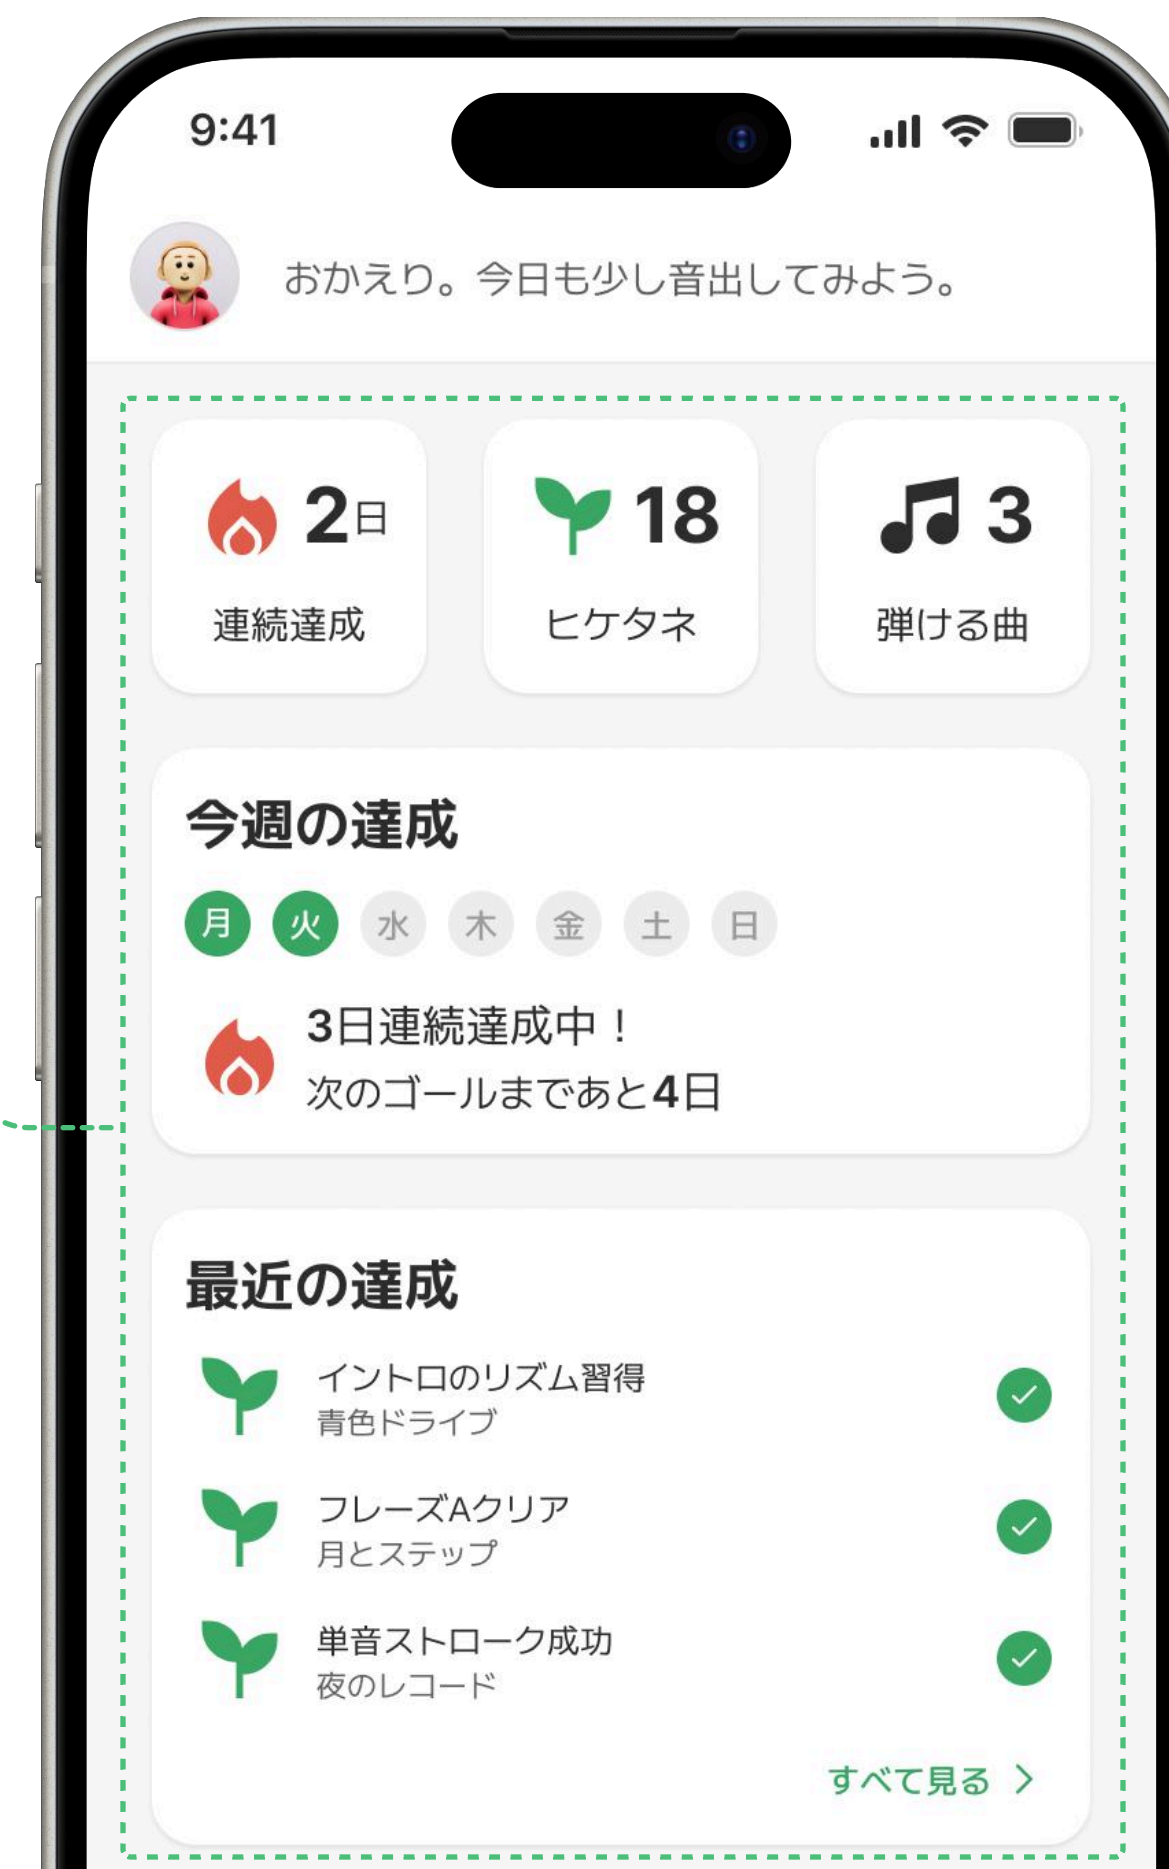 9:41
おかえり。今日も少し音出してみよう。
2日
連続達成
18
ヒケタネ
3
弾ける曲
今週の達成
月 火 水 木 金 土 日
3日連続達成中！
次のゴールまであと4日
最近の達成
イントロのリズム習得
青色ドライブ
フレーズAクリア
月とステップ
単音ストローク成功
夜のレコード
すべて見る